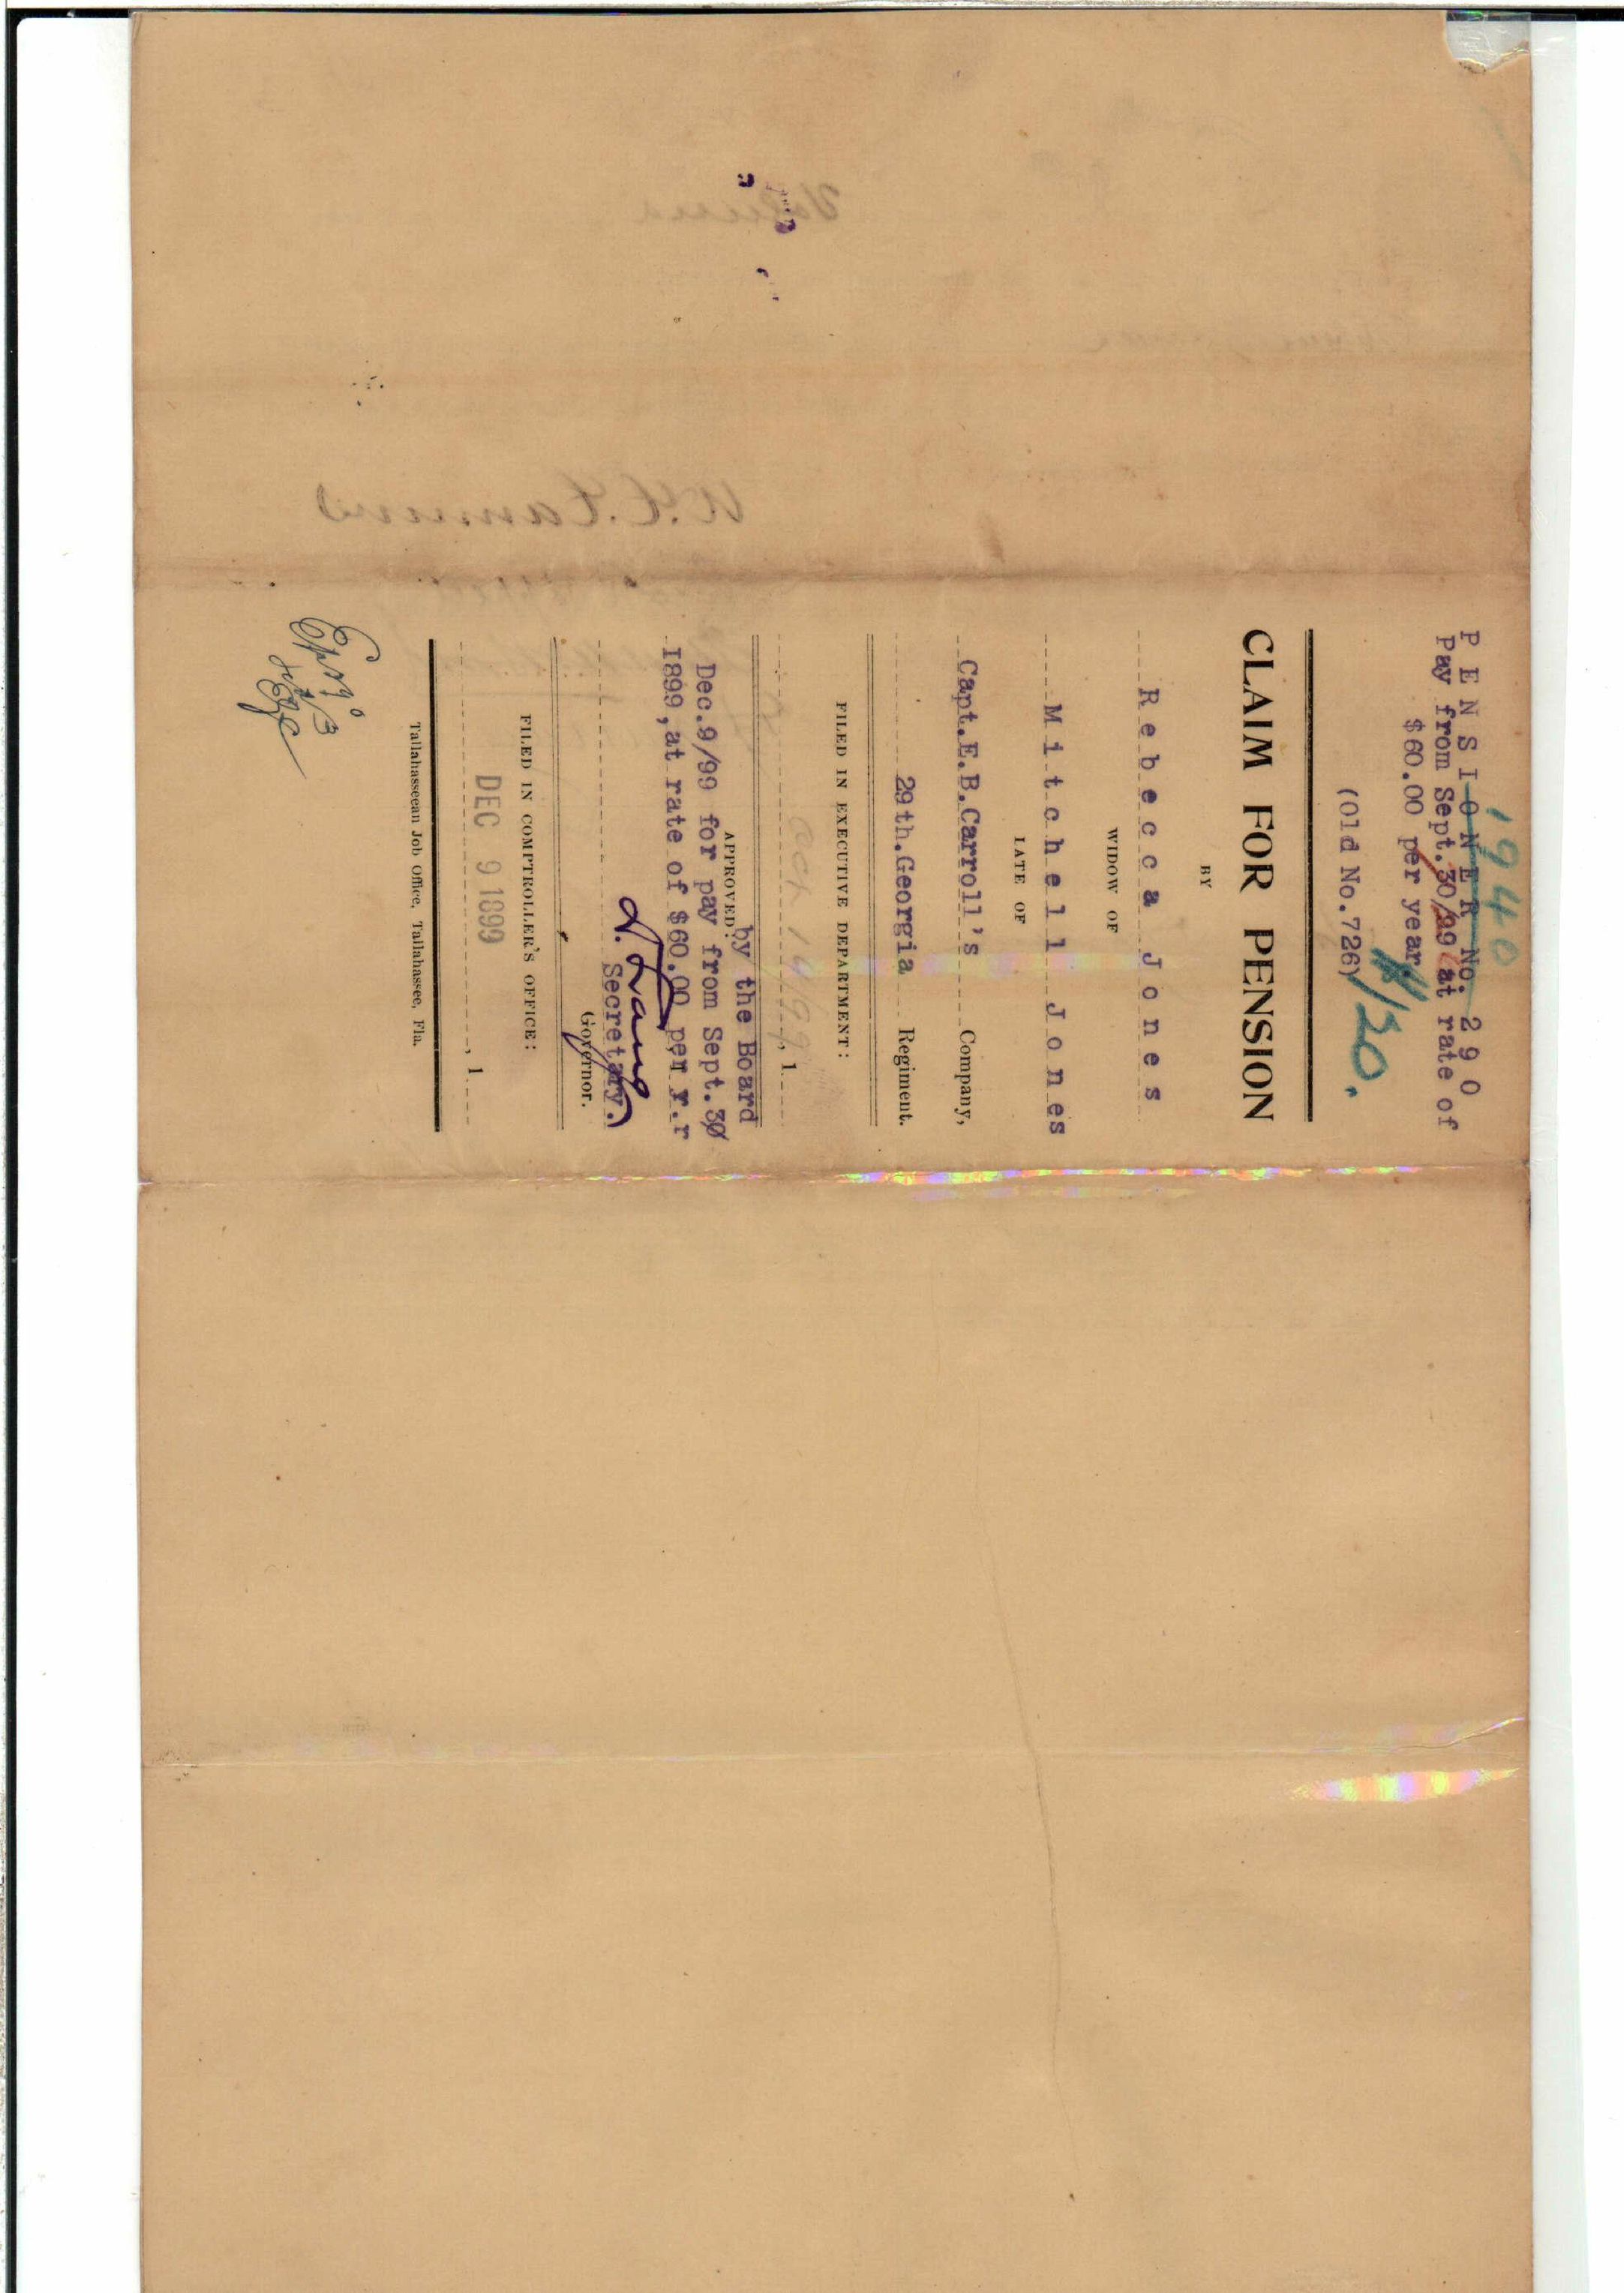 1940
PENSIONER No. 290
Pay from Sept.30/99 at rate of
$60.00 per year.
(Old No.726)
/20.
CLAIM FOR PENSION
BY
Rebecca Jones
WIDOW OF
Mitchell Jones
LATE OF
Capt.E.B.Carroll's Company,
29th.Georgia Regiment.
FILED IN EXECUTIVE DEPARTMENT:
Oct 14/99, 1
APPROVED: by the Board
Dec.9/99 for pay from Sept.30
1899, at rate of $60.00 per
Secretary.)
Governor.
FILED IN COMPTROLLER'S OFFICE:
DEC 9 1899
, 1
Tallahasseean Job Office, Tallahassee, Fla.